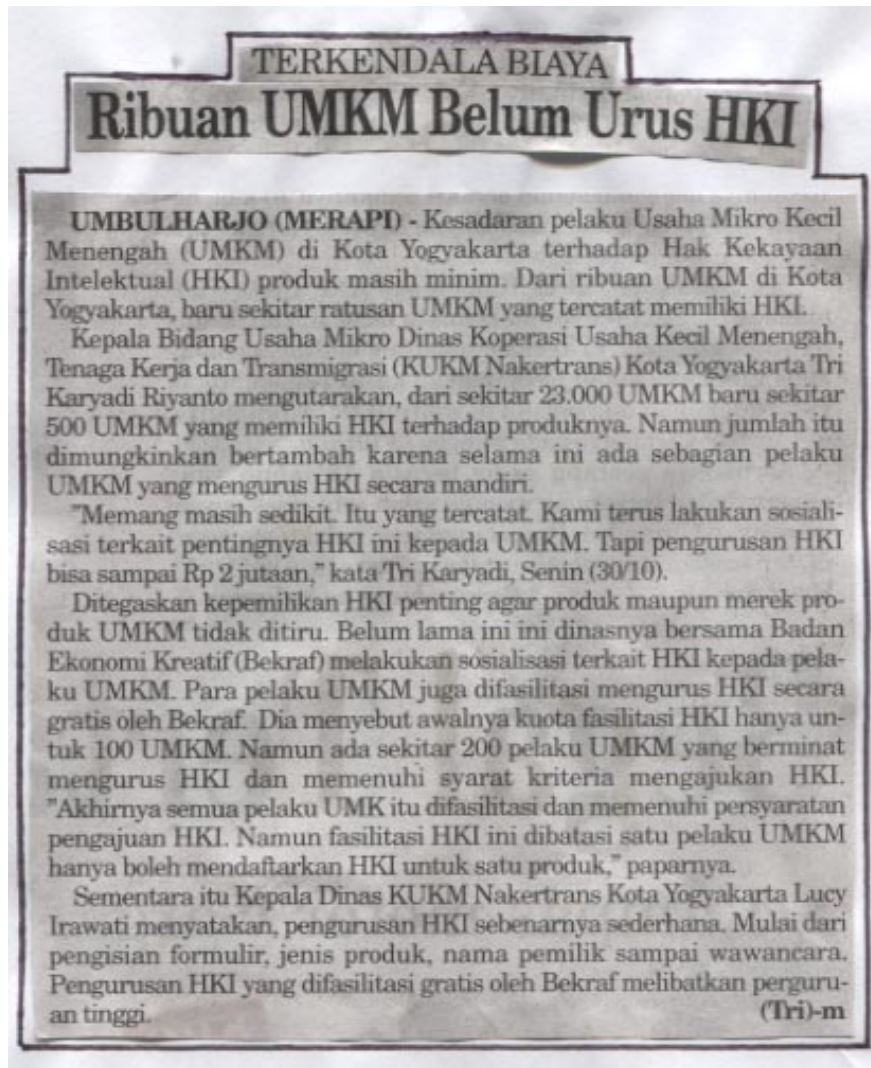 TERKENDALA BIAYA
Ribuan UMKM Belum Urus HKI
UMBULHARJO (MERAPI) - Kesadaran pelaku Usaha Mikro Kecil
Menengah (UMKM) di Kota Yogyakarta terhadap Hak Kekayaan
Intelektual (HKI) produk masih minim. Dari ribuan UMKM di Kota
Yogyakarta, baru sekitar ratusan UMKM yang tercatat memiliki HKI.
Kepala Bidang Usaha Mikro Dinas Koperasi Usaha Kecil Menengah,
Tenaga Kerja dan Transmigrasi (KUKM Nakertrans) Kota Yogyakarta Tri
Karyadi Riyanto mengutarakan, dari sekitar 23.000 UMKM baru sekitar
500 UMKM yang memiliki HKI terhadap produknya. Namun jumlah itu
dimungkinkan bertambah karena selama ini ada sebagian pelaku
UMKM yang mengurus HKI secara mandiri.
"Memang masih sedikit. Itu yang tercatat. Kami terus lakukan sosiali-
sasi terkait pentingnya HKI ini kepada UMKM. Tapi pengurusan HKI
bisa sampai Rp 2 jutaan," kata Tri Karyadi, Senin (30/10).
Ditegaskan kepemilikan HKI penting agar produk maupun merek pro-
duk UMKM tidak ditiru. Belum lama ini ini dinasnya bersama Badan
Ekonomi Kreatif (Bekraf) melakukan sosialisasi terkait HKI kepada pela-
ku UMKM. Para pelaku UMKM juga difasilitasi mengurus HKI secara
gratis oleh Bekraf. Dia menyebut awalnya kuota fasilitasi HKI hanya un-
tuk 100 UMKM. Namun ada sekitar 200 pelaku UMKM yang berminat
mengurus HKI dan memenuhi syarat kriteria mengajukan HKI.
"Akhirnya semua pelaku UMK itu difasilitasi dan memenuhi persyaratan
pengajuan HKI. Namun fasilitasi HKI ini dibatasi satu pelaku UMKM
hanya boleh mendaftarkan HKI untuk satu produk," paparnya.
Sementara itu Kepala Dinas KUKM Nakertrans Kota Yogyakarta Lucy
Irawati menyatakan, pengurusan HKI sebenarnya sederhana. Mulai dari
pengisian formulir, jenis produk, nama pemilik sampai wawancara.
Pengurusan HKI yang difasilitasi gratis oleh Bekraf melibatkan perguru-
an tinggi. (Tri)-m